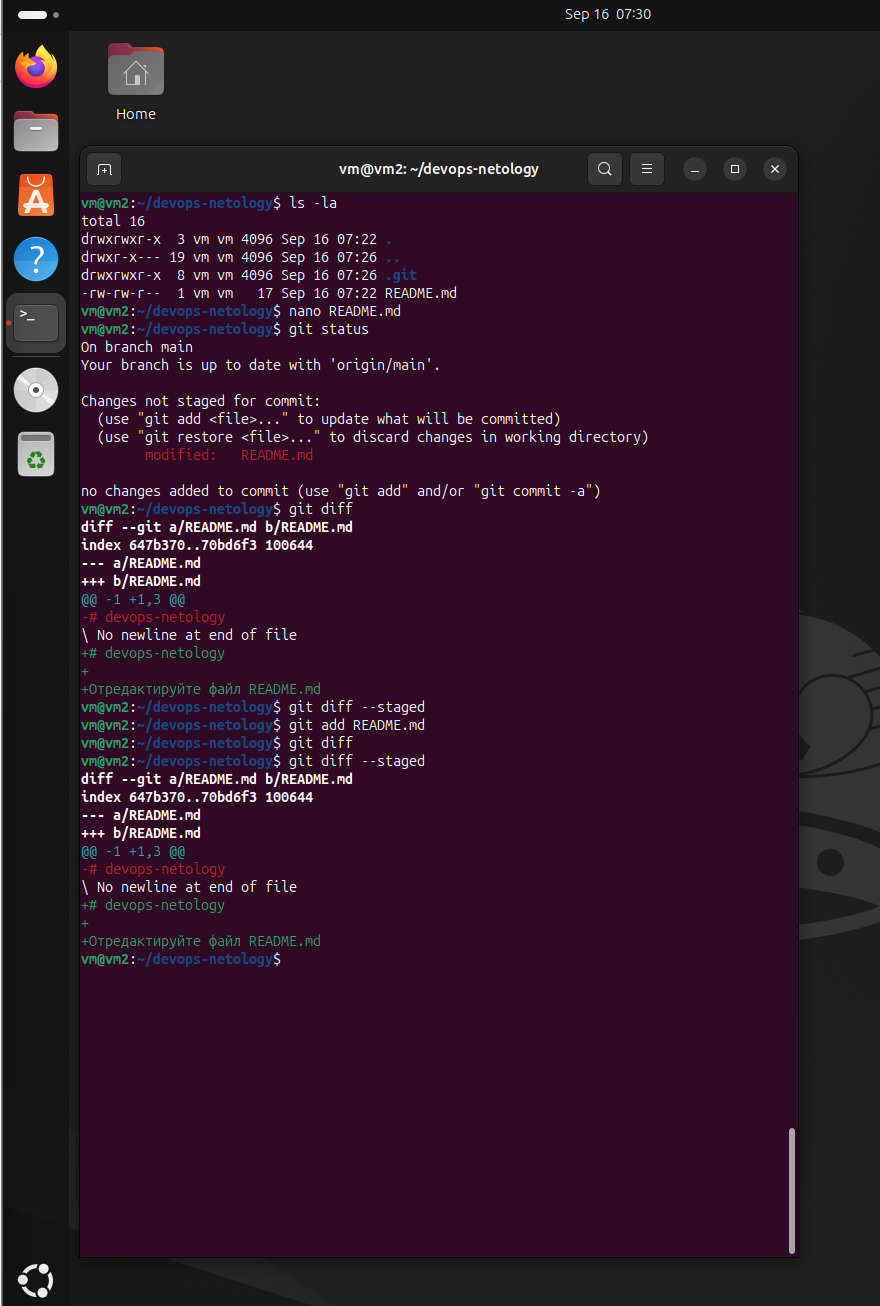 Sep 16 07:30
Home
vm@vm2: ~/devops-netology
vm@vm2:~/devops-netology$ ls -la
total 16
drwxrwxr-x  3 vm vm 4096 Sep 16 07:22 .
drwxr-x--- 19 vm vm 4096 Sep 16 07:26 ..
drwxrwxr-x  8 vm vm 4096 Sep 16 07:26 .git
-rw-rw-r--  1 vm vm   17 Sep 16 07:22 README.md
vm@vm2:~/devops-netology$ nano README.md
vm@vm2:~/devops-netology$ git status
On branch main
Your branch is up to date with 'origin/main'.
Changes not staged for commit:
  (use "git add <file>..." to update what will be committed)
  (use "git restore <file>..." to discard changes in working directory)
        modified:   README.md
no changes added to commit (use "git add" and/or "git commit -a")
vm@vm2:~/devops-netology$ git diff
diff --git a/README.md b/README.md
index 647b370..70bd6f3 100644
--- a/README.md
+++ b/README.md
@@ -1 +1,3 @@
-# devops-netology
\ No newline at end of file
+# devops-netology
+
+Отредактируйте файл README.md
vm@vm2:~/devops-netology$ git diff --staged
vm@vm2:~/devops-netology$ git add README.md
vm@vm2:~/devops-netology$ git diff
vm@vm2:~/devops-netology$ git diff --staged
diff --git a/README.md b/README.md
index 647b370..70bd6f3 100644
--- a/README.md
+++ b/README.md
@@ -1 +1,3 @@
-# devops-netology
\ No newline at end of file
+# devops-netology
+
+Отредактируйте файл README.md
vm@vm2:~/devops-netology$